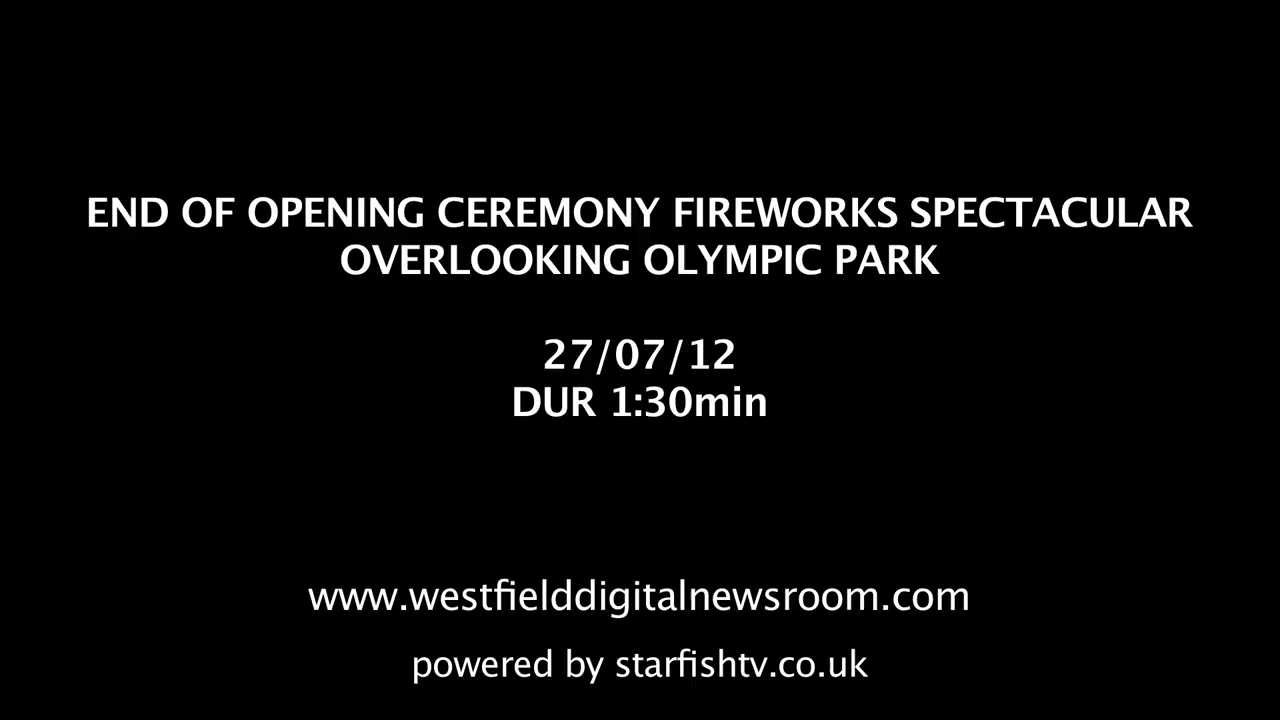 END OF OPENING CEREMONY FIREWORKS SPECTACULAR
OVERLOOKING OLYMPIC PARK
27/07/12
DUR 1:30min
www.westfielddigitalnewsroom.com
powered by starfishtv.co.uk